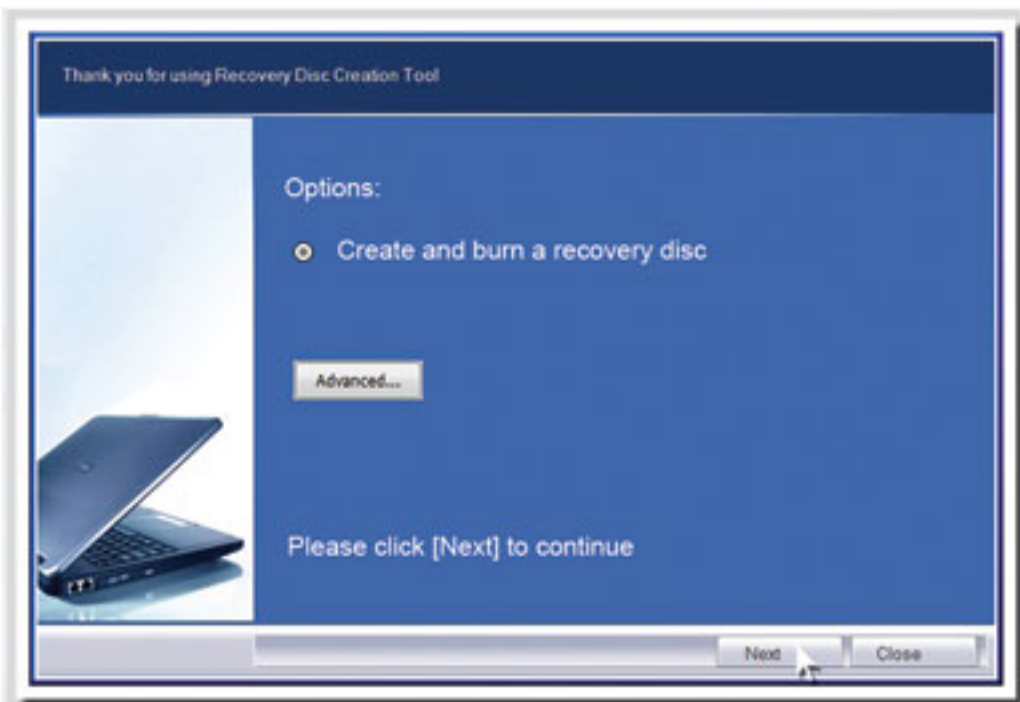 Thank you for using Recovery Disc Creation Tool
Options:
Create and burn a recovery disc
Advanced...
Please click [Next] to continue
Next
Close